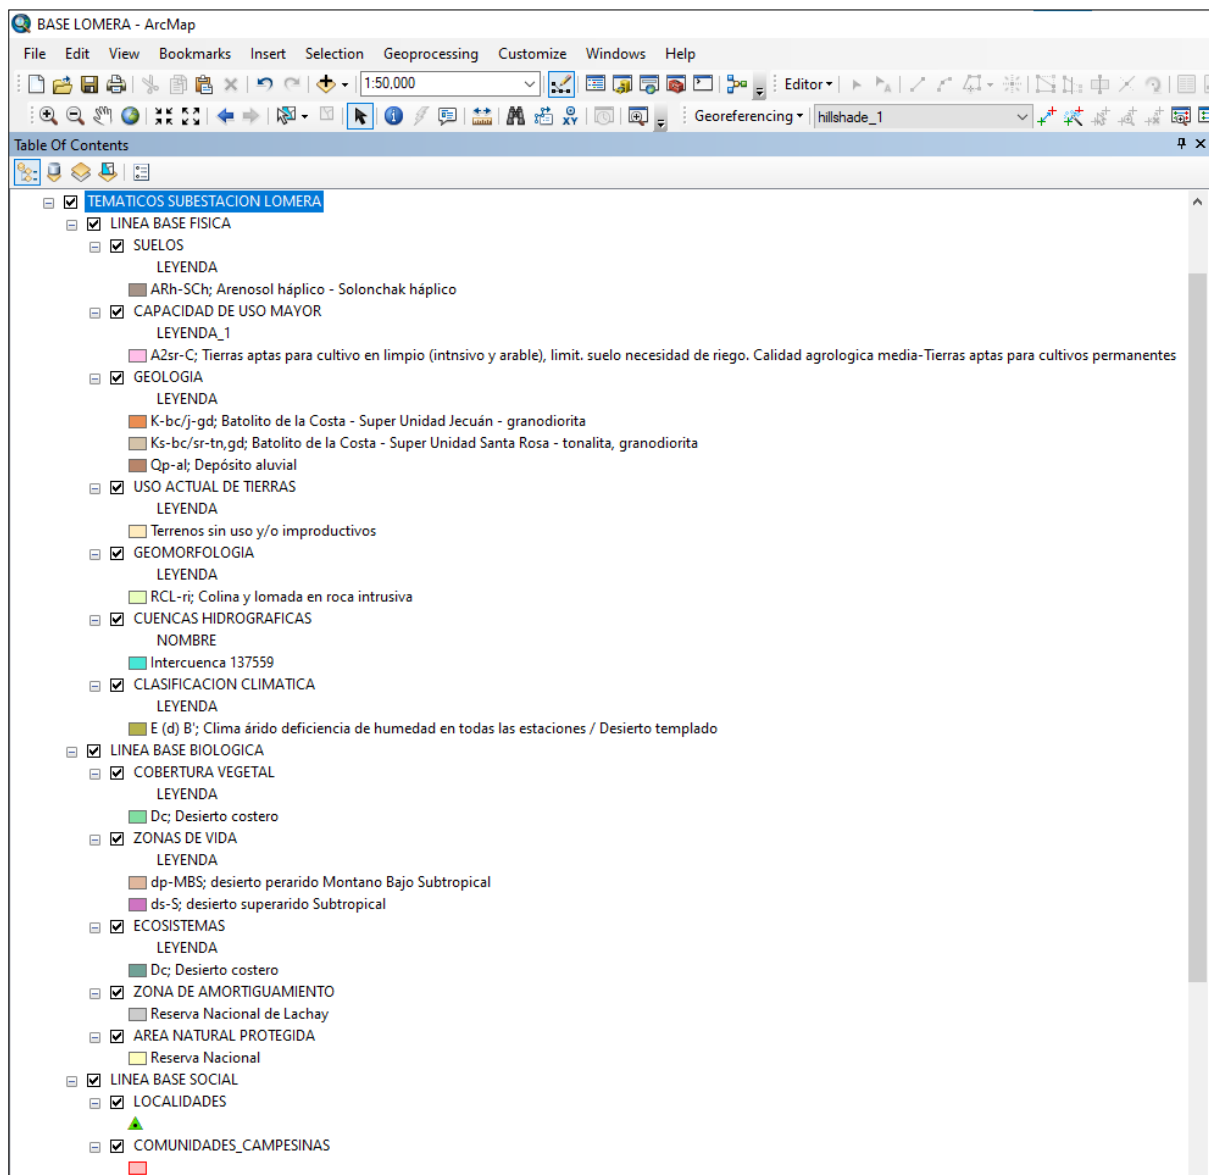 BASE LOMERA - ArcMap
File Edit View Bookmarks Insert Selection Geoprocessing Customize Windows Help
1:50,000 Editor
Georeferencing hillshade_1
Table Of Contents
TEMATICOS SUBESTACION LOMERA
LINEA BASE FISICA
SUELOS
LEYENDA
ARh-SCh; Arenosol háplico - Solonchak háplico
CAPACIDAD DE USO MAYOR
LEYENDA_1
A2sr-C; Tierras aptas para cultivo en limpio (intnsivo y arable), limit. suelo necesidad de riego. Calidad agrologica media-Tierras aptas para cultivos permanentes
GEOLOGIA
LEYENDA
K-bc/j-gd; Batolito de la Costa - Super Unidad Jecuán - granodiorita
Ks-bc/sr-tn,gd; Batolito de la Costa - Super Unidad Santa Rosa - tonalita, granodiorita
Qp-al; Depósito aluvial
USO ACTUAL DE TIERRAS
LEYENDA
Terrenos sin uso y/o improductivos
GEOMORFOLOGIA
LEYENDA
RCL-ri; Colina y lomada en roca intrusiva
CUENCAS HIDROGRAFICAS
NOMBRE
Intercuenca 137559
CLASIFICACION CLIMATICA
LEYENDA
E (d) B'; Clima árido deficiencia de humedad en todas las estaciones / Desierto templado
LINEA BASE BIOLOGICA
COBERTURA VEGETAL
LEYENDA
Dc; Desierto costero
ZONAS DE VIDA
LEYENDA
dp-MBS; desierto perarido Montano Bajo Subtropical
ds-S; desierto superarido Subtropical
ECOSISTEMAS
LEYENDA
Dc; Desierto costero
ZONA DE AMORTIGUAMIENTO
Reserva Nacional de Lachay
AREA NATURAL PROTEGIDA
Reserva Nacional
LINEA BASE SOCIAL
LOCALIDADES
COMUNIDADES_CAMPESINAS